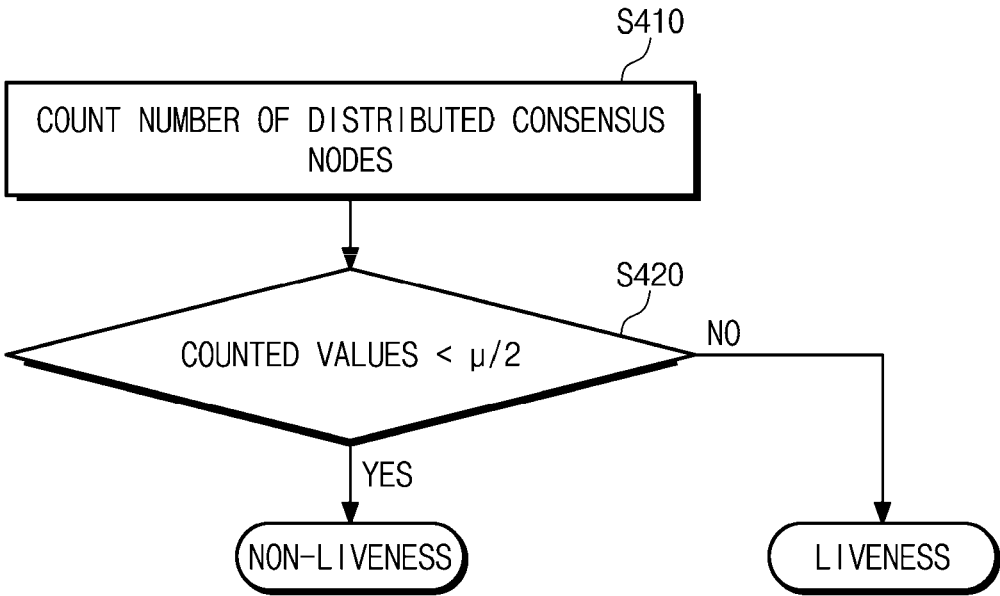 S410
COUNT NUMBER OF DISTRIBUTED CONSENSUS
NODES
S420
COUNTED VALUES < μ/2
NO
YES
NON-LIVENESS
LIVENESS